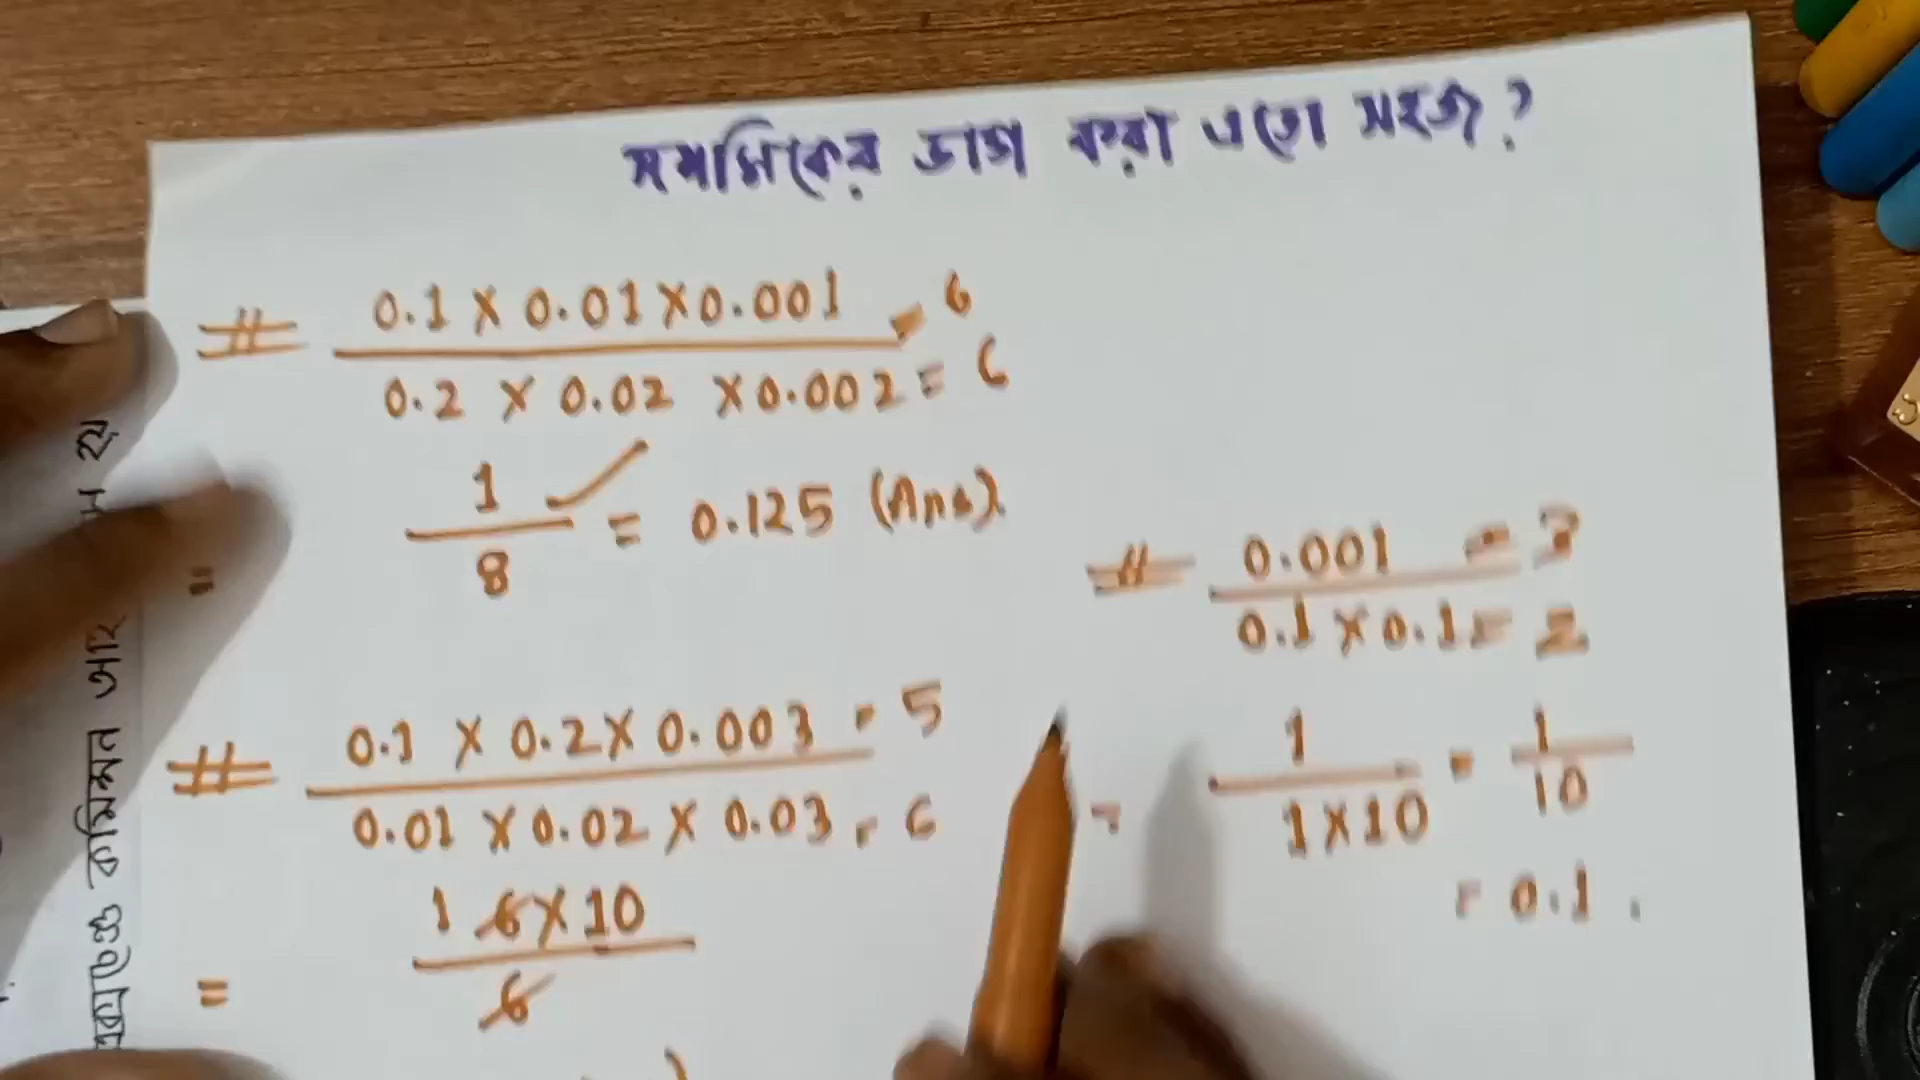 দশমিকের ভাগ করা এতো সহজ?
# 0.1 × 0.01 × 0.001 = 6
0.2 × 0.02 × 0.002 = 6
= 1
8
= 0.125 (Ans)
# 0.1 × 0.2 × 0.003 = 5
0.01 × 0.02 × 0.03 = 6
= 1 6 × 10
6
# 0.001 = 3
0.1 × 0.1 = 2
= 1
1 × 10
= 1
10
= 0.1